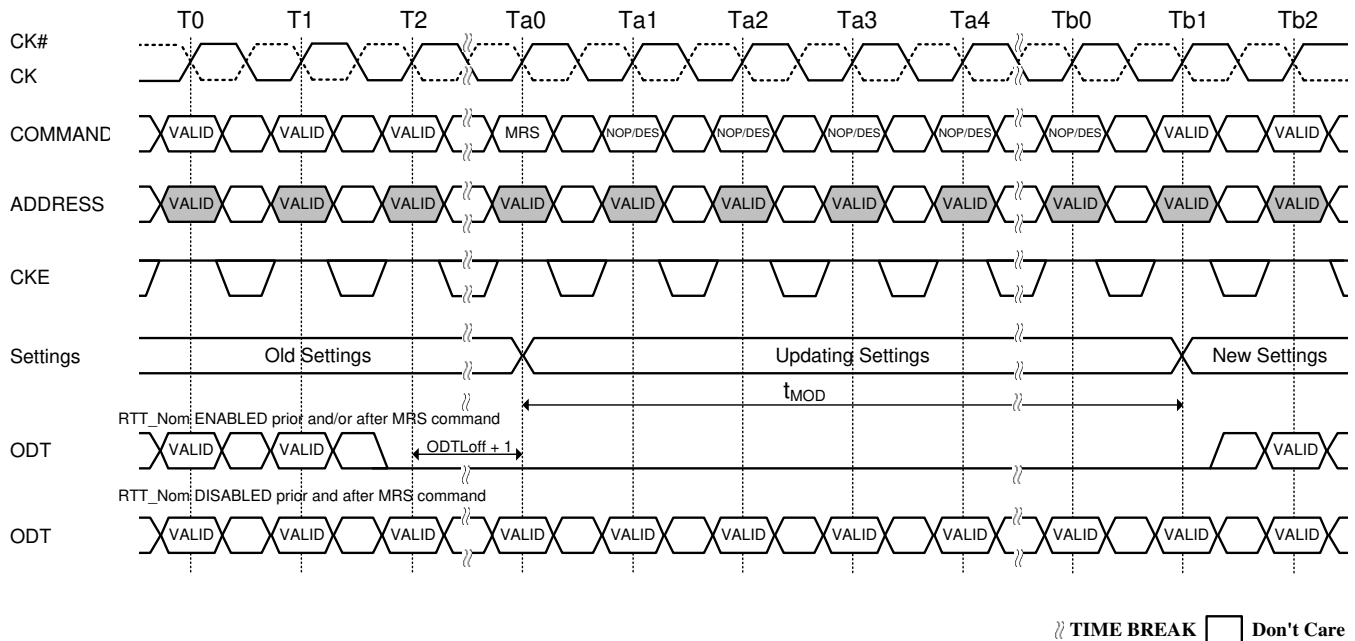 T0 T1 T2 Ta0 Ta1 Ta2 Ta3 Ta4 Tb0 Tb1 Tb2
CK#
CK
COMMAND VALID VALID VALID MRS NOP/DES NOP/DES NOP/DES NOP/DES NOP/DES VALID VALID
ADDRESS VALID VALID VALID VALID VALID VALID VALID VALID VALID VALID VALID
CKE
Settings Old Settings Updating Settings New Settings
tMOD
RTT_Nom ENABLED prior and/or after MRS command
ODT VALID VALID ODTLoff + 1 VALID
RTT_Nom DISABLED prior and after MRS command
ODT VALID VALID VALID VALID VALID VALID VALID VALID VALID VALID VALID
TIME BREAK Don't Care